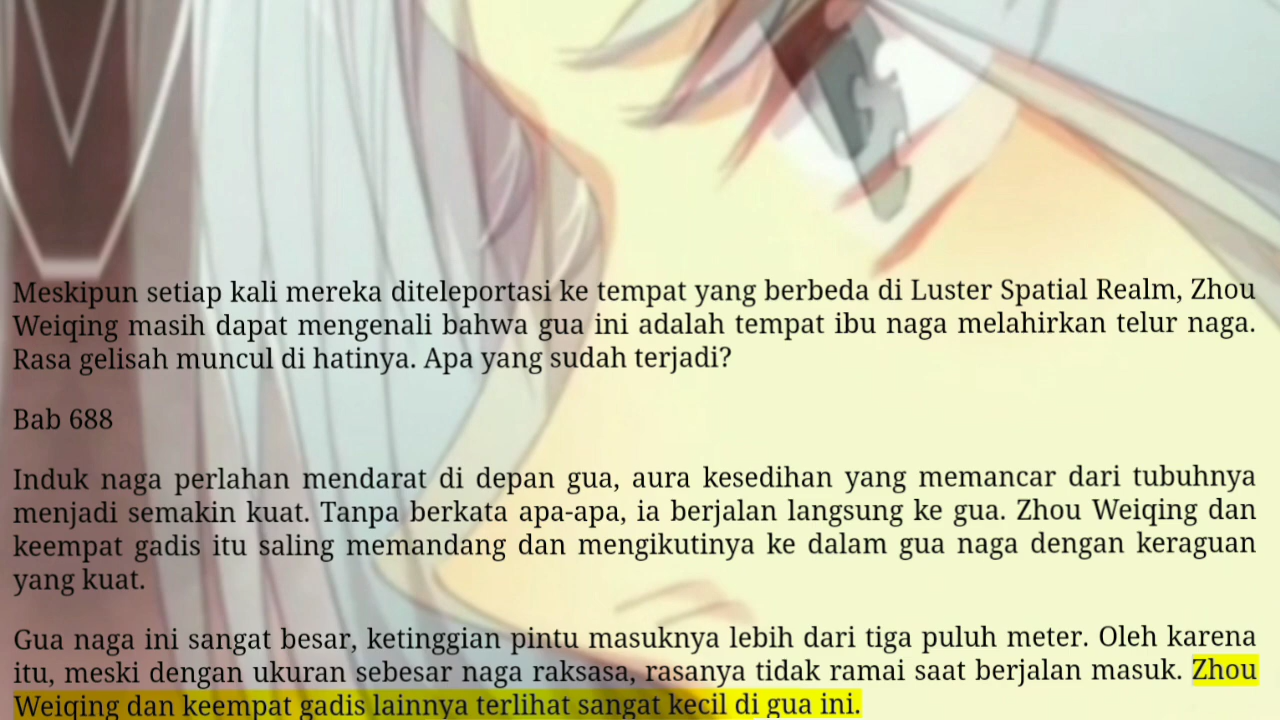 Meskipun setiap kali mereka diteleportasi ke tempat yang berbeda di Luster Spatial Realm, Zhou
Weiqing masih dapat mengenali bahwa gua ini adalah tempat ibu naga melahirkan telur naga.
Rasa gelisah muncul di hatinya. Apa yang sudah terjadi?
Bab 688
Induk naga perlahan mendarat di depan gua, aura kesedihan yang memancar dari tubuhnya
menjadi semakin kuat. Tanpa berkata apa-apa, ia berjalan langsung ke gua. Zhou Weiqing dan
keempat gadis itu saling memandang dan mengikutinya ke dalam gua naga dengan keraguan
yang kuat.
Gua naga ini sangat besar, ketinggian pintu masuknya lebih dari tiga puluh meter. Oleh karena
itu, meski dengan ukuran sebesar naga raksasa, rasanya tidak ramai saat berjalan masuk. Zhou
Weiqing dan keempat gadis lainnya terlihat sangat kecil di gua ini.